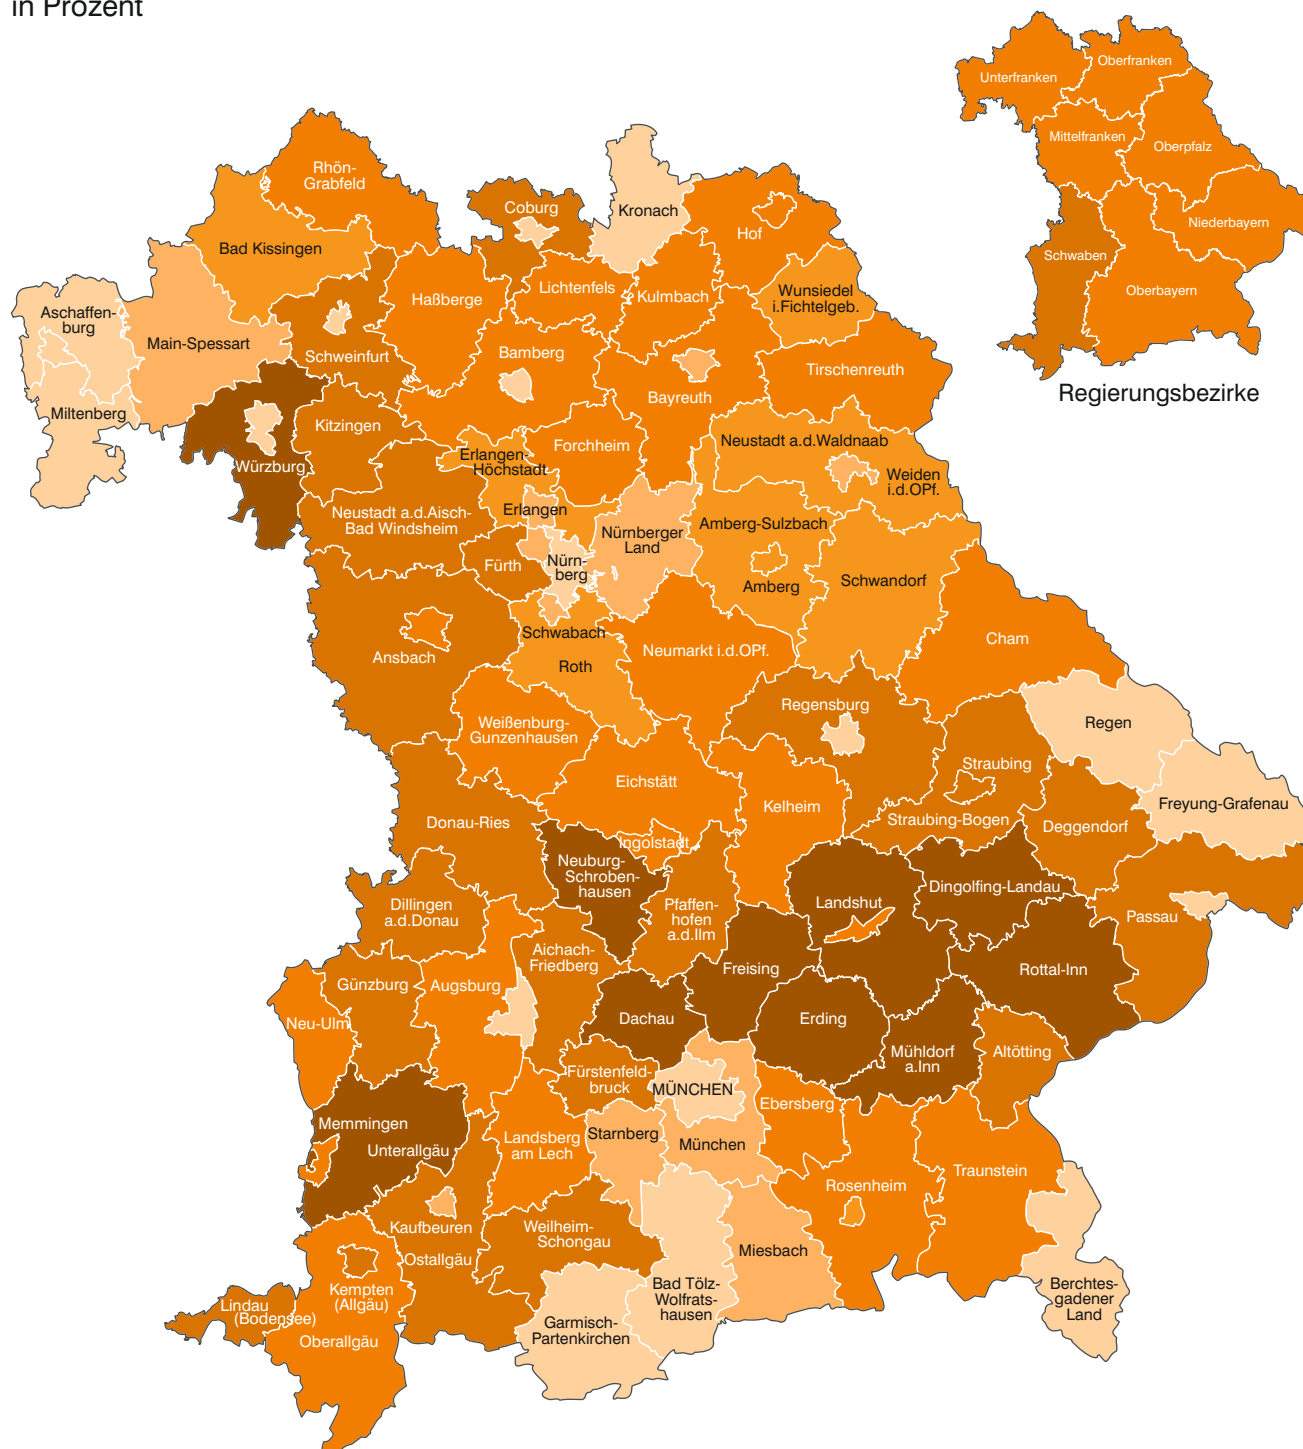 in Prozent
Unterfranken
Oberfranken
Mittelfranken
Oberpfalz
Niederbayern
Schwaben
Oberbayern
Regierungsbezirke
Rhön-
Grabfeld
Coburg
Kronach
Hof
Bad Kissingen
Haßberge
Lichtenfels
Kulmbach
Wunsiedel
i.Fichtelgeb.
Aschaffen-
burg
Main-Spessart
Schweinfurt
Bamberg
Tirschenreuth
Bayreuth
Miltenberg
Kitzingen
Forchheim
Neustadt a.d.Waldnaab
Erlangen-
Höchstadt
Würzburg
Weiden
i.d.OPf.
Neustadt a.d.Aisch-
Bad Windsheim
Erlangen
Nürnberger
Land
Amberg-Sulzbach
Fürth
Nürn-
berg
Amberg
Schwandorf
Schwabach
Roth
Ansbach
Neumarkt i.d.OPf.
Cham
Regensburg
Regen
Weißenburg-
Gunzenhausen
Straubing
Eichstätt
Kelheim
Freyung-Grafenau
Donau-Ries
Straubing-Bogen
Deggendorf
Ingolstadt
Neuburg-
Schroben-
hausen
Dingolfing-Landau
Dillingen
a.d.Donau
Pfaffen-
hofen
a.d.Ilm
Landshut
Passau
Aichach-
Friedberg
Freising
Rottal-Inn
Günzburg
Augsburg
Neu-Ulm
Dachau
Erding
Mühldorf
a.Inn
Altötting
Fürstenfeld-
bruck
MÜNCHEN
Ebersberg
Memmingen
Unterallgäu
Landsberg
am Lech
Starnberg
München
Traunstein
Rosenheim
Kaufbeuren
Ostallgäu
Weilheim-
Schongau
Miesbach
Kempten
(Allgäu)
Lindau
(Bodensee)
Oberallgäu
Bad Tölz-
Wolfrats-
hausen
Garmisch-
Partenkirchen
Berchtes-
gadener
Land